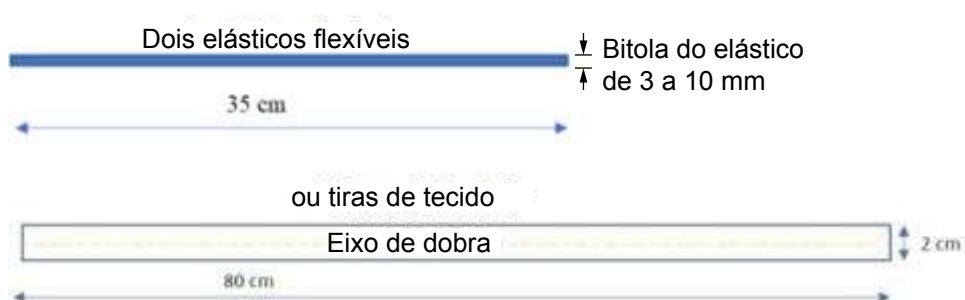 Dois elásticos flexíveis
Bitola do elástico
de 3 a 10 mm
35 cm
ou tiras de tecido
Eixo de dobra
2 cm
80 cm